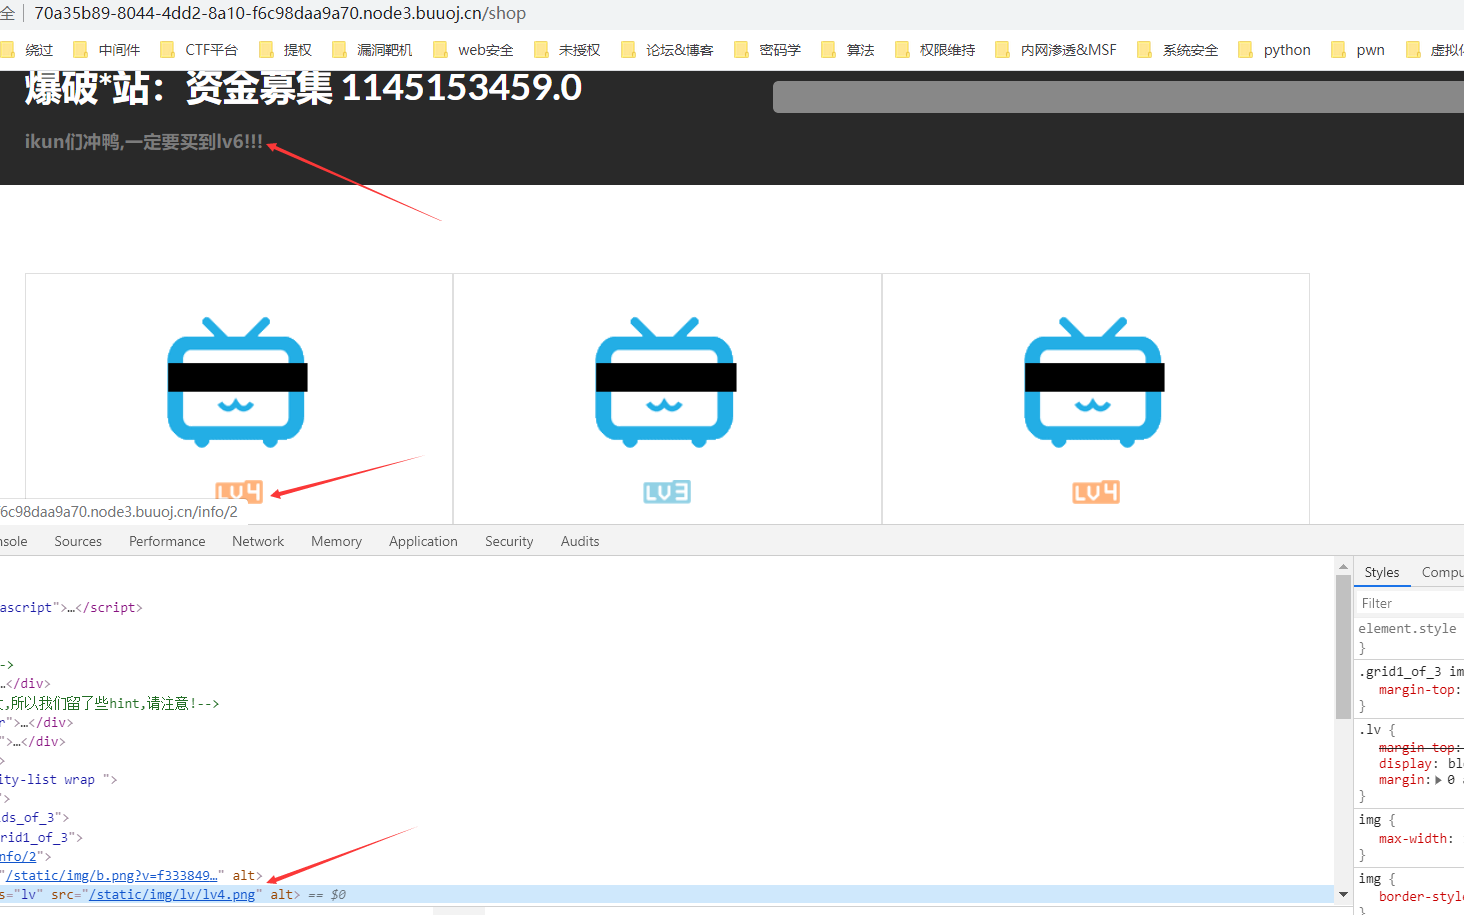 全 70a35b89-8044-4dd2-8a10-f6c98daa9a70.node3.buuoj.cn/shop
绕过 中间件 CTF平台 提权 漏洞靶机 web安全 未授权 论坛&博客 密码学 算法 权限维持 内网渗透&MSF 系统安全 python pwn 虚拟化
爆破*站：资金募集 1145153459.0
ikun们冲鸭,一定要买到lv6!!!
LV4 LV3 LV4
f6c98daa9a70.node3.buuoj.cn/info/2
nsole Sources Performance Network Memory Application Security Audits
Styles Compu
Filter
ascript">…</script>
element.style
}
->
.grid1_of_3 im
…</div>
margin-top:
,所以我们留了些hint,请注意!-->
}
r">…</div>
.lv {
">…</div>
margin-top:
>
display: blo
ity-list wrap ">
margin: 0
">
}
ds_of_3">
img {
rid1_of_3">
max-width:
nfo/2">
}
"/static/img/b.png?v=f333849…" alt>
img {
s="lv" src="/static/img/lv/lv4.png" alt> == $0
border-style
}